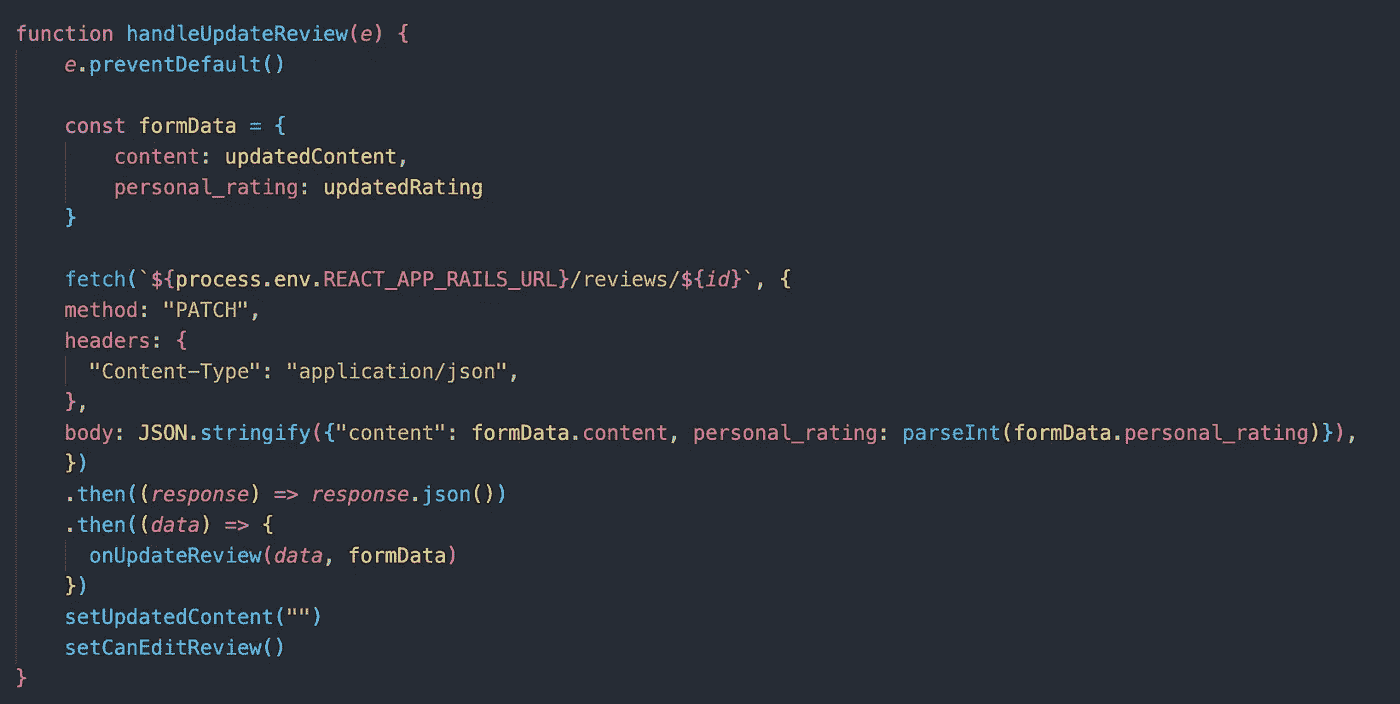 function handleUpdateReview(e) {
    e.preventDefault()

    const formData = {
        content: updatedContent,
        personal_rating: updatedRating
    }

    fetch(`${process.env.REACT_APP_RAILS_URL}/reviews/${id}`, {
    method: "PATCH",
    headers: {
      "Content-Type": "application/json",
    },
    body: JSON.stringify({"content": formData.content, personal_rating: parseInt(formData.personal_rating)}),
    })
    .then((response) => response.json())
    .then((data) => {
      onUpdateReview(data, formData)
    })
    setUpdatedContent("")
    setCanEditReview()
}